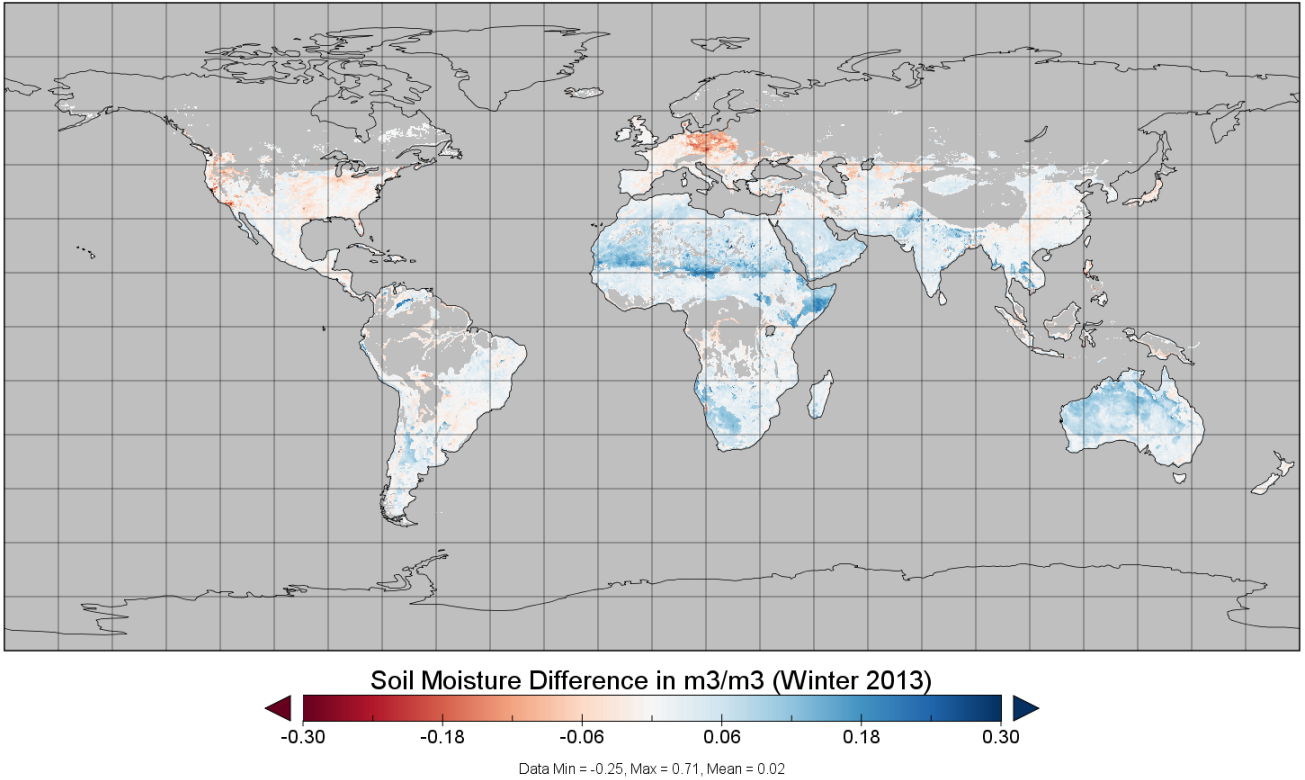 Soil Moisture Difference in m3/m3 (Winter 2013)
-0.30 -0.18 -0.06 0.06 0.18 0.30
Data Min = -0.25, Max = 0.71, Mean = 0.02